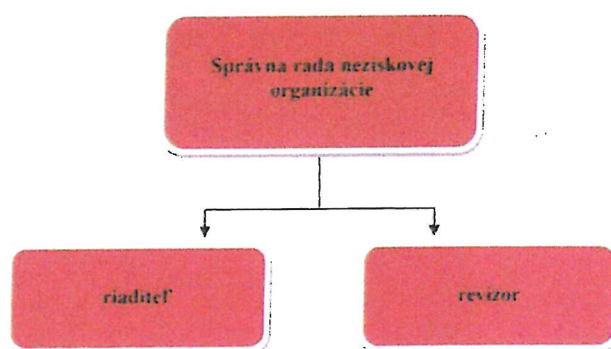 Správna rada neziskovej
organizácie
riaditeľ
revízor